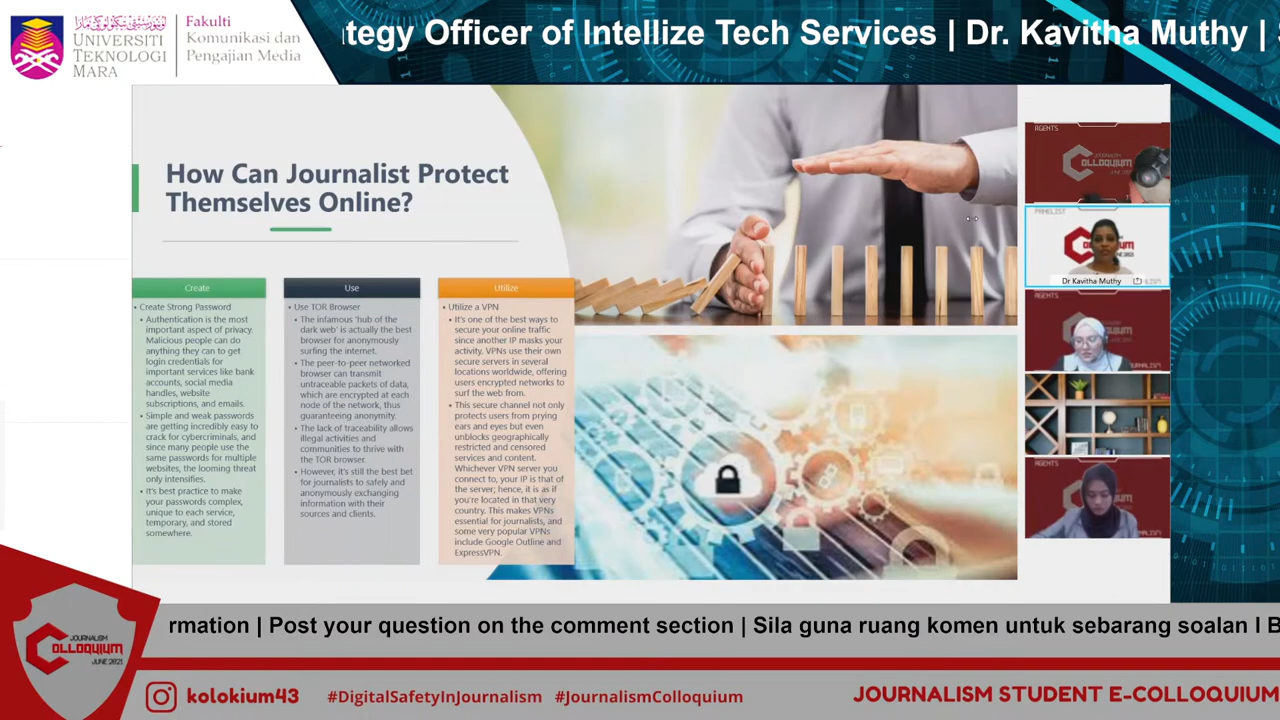 UNIVERSITI
TEKNOLOGI
MARA
Fakulti
Komunikasi dan
Pengajian Media
tegy Officer of Intellize Tech Services | Dr. Kavitha Muthy |
How Can Journalist Protect
Themselves Online?
Create
• Create Strong Password
• Authentication is the most
important aspect of privacy.
Malicious people can do
anything they can to get
login credentials for
important services like bank
accounts, social media
handles, website
subscriptions, and emails.
• Simple and weak passwords
are getting incredibly easy to
crack for cybercriminals, and
since many people use the
same passwords for multiple
websites, the looming threat
only intensifies.
• It's best practice to make
your passwords complex,
unique to each service,
temporary, and stored
somewhere.
Use
• Use TOR Browser
• The infamous 'hub of the
dark web' is actually the best
browser for anonymously
surfing the internet.
• The peer-to-peer networked
browser can transmit
untraceable packets of data,
which are encrypted at each
node of the network, thus
guaranteeing anonymity.
• The lack of traceability allows
illegal activities and
communities to thrive with
the TOR browser.
• However, it's still the best bet
for journalists to safely and
anonymously exchanging
information with their
sources and clients.
Utilize
• Utilize a VPN
• It's one of the best ways to
secure your online traffic
since another IP masks your
activity. VPNs use their own
secure servers in several
locations worldwide, offering
users encrypted networks to
surf the web from.
• This secure channel not only
protects users from prying
ears and eyes but even
unblocks geographically
restricted and censored
services and content.
Whichever VPN server you
connect to, your IP is that of
the server; hence, it is as if
you're located in that very
country. This makes VPNs
essential for journalists, and
some very popular VPNs
include Google Outline and
ExpressVPN.
AGENTS
PANELIST
Dr Kavitha Muthy
AGENTS
AGENTS
rmation | Post your question on the comment section | Sila guna ruang komen untuk sebarang soalan I B
JOURNALISM
COLLOQUIUM
JUNE 2021
kolokium43
#DigitalSafetyInJournalism #JournalismColloquium
JOURNALISM STUDENT E-COLLOQUIUM